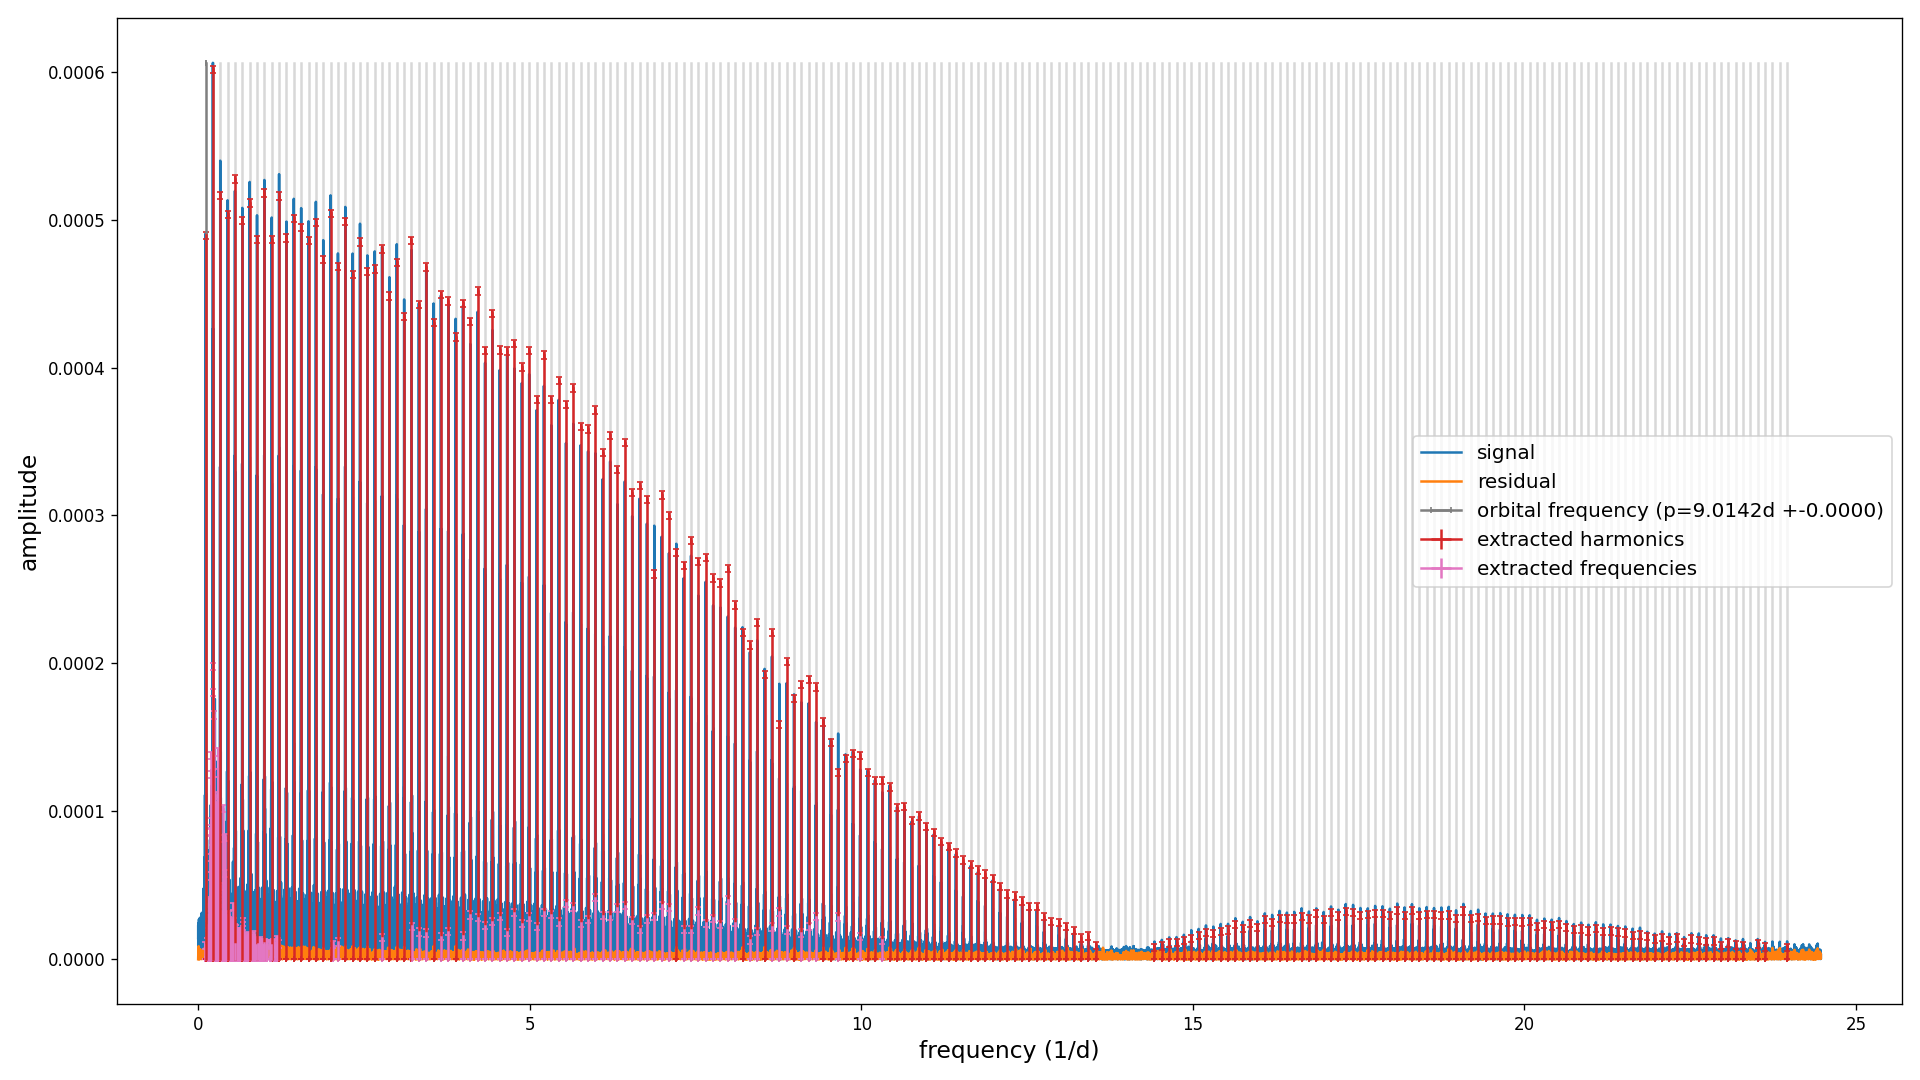 0.0006
0.0005
0.0004
0.0003
0.0002
0.0001
0.0000
amplitude
0
5
10
15
20
25
frequency (1/d)
signal
residual
orbital frequency (p=9.0142d +-0.0000)
extracted harmonics
extracted frequencies